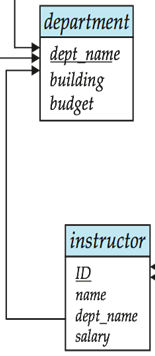 department
dept_name
building
budget
instructor
ID
name
dept_name
salary